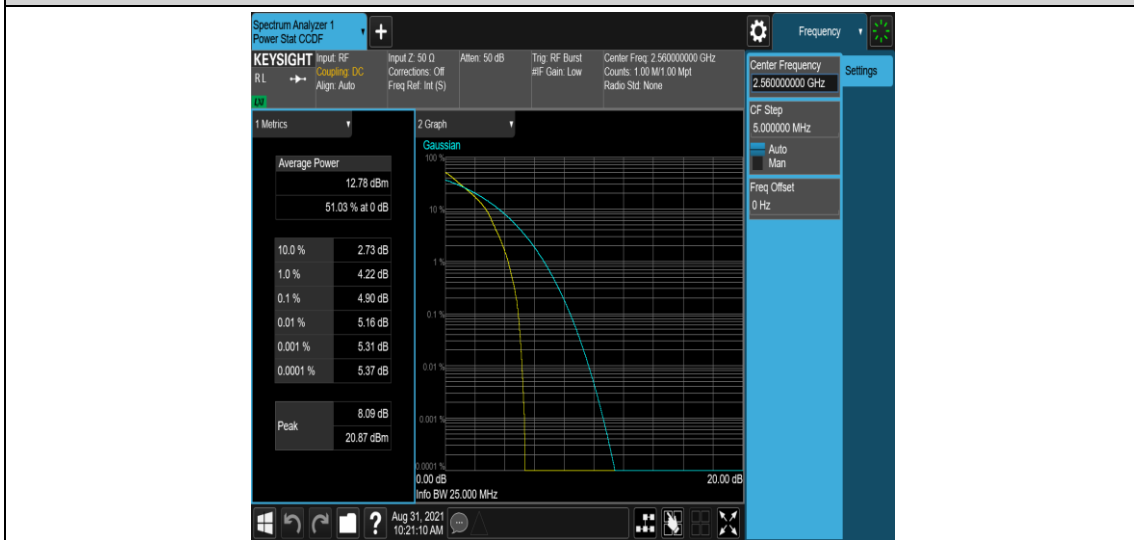 Spectrum Analyzer 1
Power Stat CCDF
+
Frequency
KEYSIGHT
RL
LXI
Input: RF
Coupling: DC
Align: Auto
Input Z: 50 Ω
Corrections: Off
Freq Ref: Int (S)
Atten: 50 dB
Trig: RF Burst
#IF Gain: Low
Center Freq: 2.560000000 GHz
Counts: 1.00 M/1.00 Mpt
Radio Std: None
Center Frequency
2.560000000 GHz
Settings
CF Step
5.000000 MHz
Auto
Man
Freq Offset
0 Hz
1 Metrics
Average Power
12.78 dBm
51.03 % at 0 dB
10.0 % 2.73 dB
1.0 % 4.22 dB
0.1 % 4.90 dB
0.01 % 5.16 dB
0.001 % 5.31 dB
0.0001 % 5.37 dB
Peak
8.09 dB
20.87 dBm
2 Graph
Gaussian
100 %
10 %
1 %
0.1 %
0.01 %
0.001 %
0.0001 %
0.00 dB 20.00 dB
Info BW 25.000 MHz
?
Aug 31, 2021
10:21:10 AM